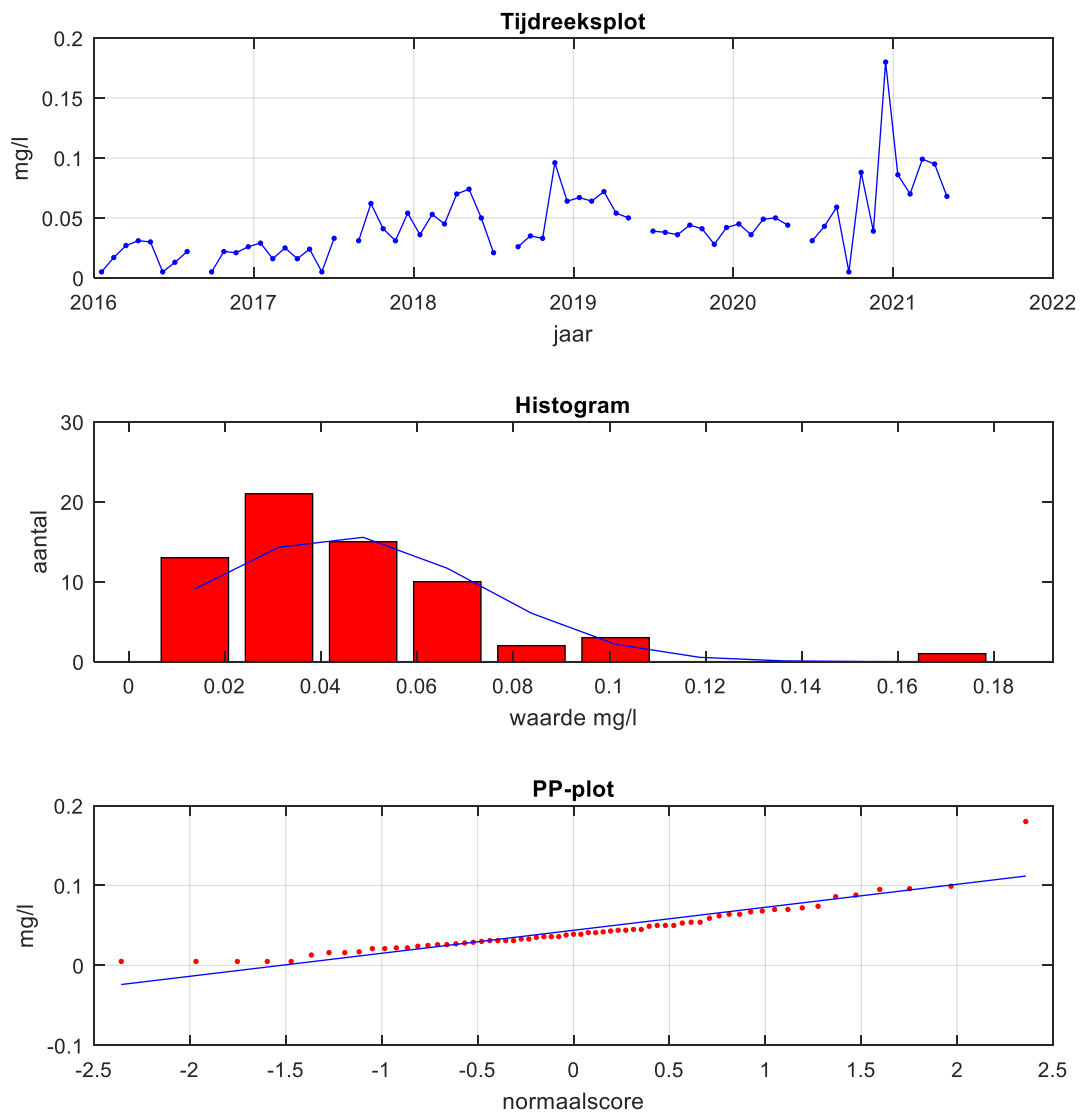 Tijdreeksplot
0.2
0.15
0.1
0.05
0
mg/l
2016 2017 2018 2019 2020 2021 2022
jaar
Histogram
30
20
10
0
aantal
0 0.02 0.04 0.06 0.08 0.1 0.12 0.14 0.16 0.18
waarde mg/l
PP-plot
0.2
0.1
0
-0.1
mg/l
-2.5 -2 -1.5 -1 -0.5 0 0.5 1 1.5 2 2.5
normaalscore